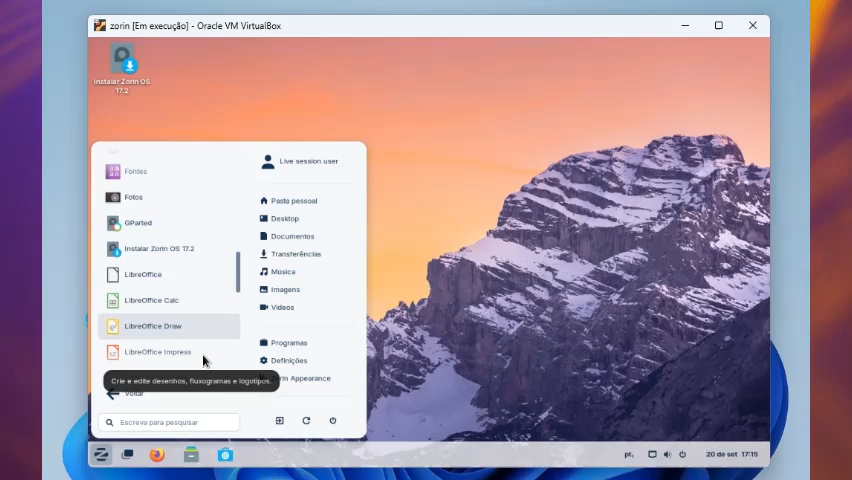 zorin [Em execução] - Oracle VM VirtualBox
Instalar Zorin OS
17.2
Live session user
Fontes
Fotos
GParted
Instalar Zorin OS 17.2
LibreOffice
LibreOffice Calc
LibreOffice Draw
LibreOffice Impress
Crie e edite desenhos, fluxogramas e logotipos.
Voltar
Escreva para pesquisar
Pasta pessoal
Desktop
Documentos
Transferências
Música
Imagens
Vídeos
Programas
Definições
Zorin Appearance
pt₁
20 de set 17:15